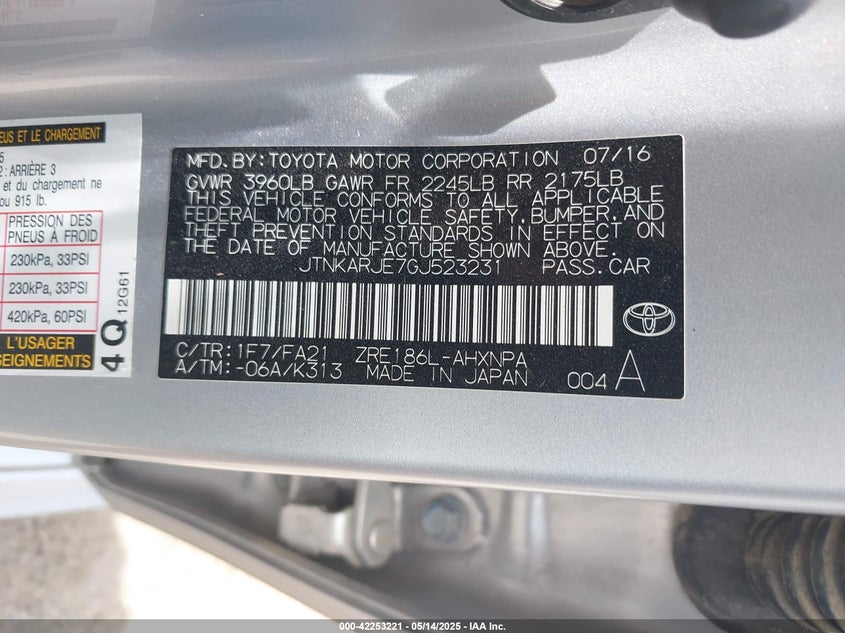 EUS ET LE CHARGEMENT
5
2 : ARRIÈRE 3
et du chargement ne
ou 915 lb.
PRESSION DES
PNEUS À FROID
230kPa, 33PSI
230kPa, 33PSI
420kPa, 60PSI
L'USAGER
SEIGNEMENTS
4Q 12G61
MFD. BY: TOYOTA MOTOR CORPORATION 07/16
GVWR 3960LB GAWR FR 2245LB RR 2175LB
THIS VEHICLE CONFORMS TO ALL APPLICABLE
FEDERAL MOTOR VEHICLE SAFETY, BUMPER, AND
THEFT PREVENTION STANDARDS IN EFFECT ON
THE DATE OF MANUFACTURE SHOWN ABOVE.
JTNKARJE7GJ523231 PASS. CAR
C/TR: 1F7/FA21 ZRE186L-AHXNPA
A/TM: -06A/K313 MADE IN JAPAN 004 A
000-42253221 - 05/14/2025 - IAA Inc.